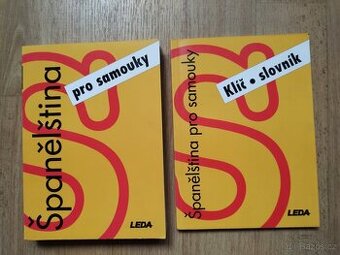 Španělština
pro samouky
LEDA
Španělština pro samouky
Klíč • slovník
LEDA